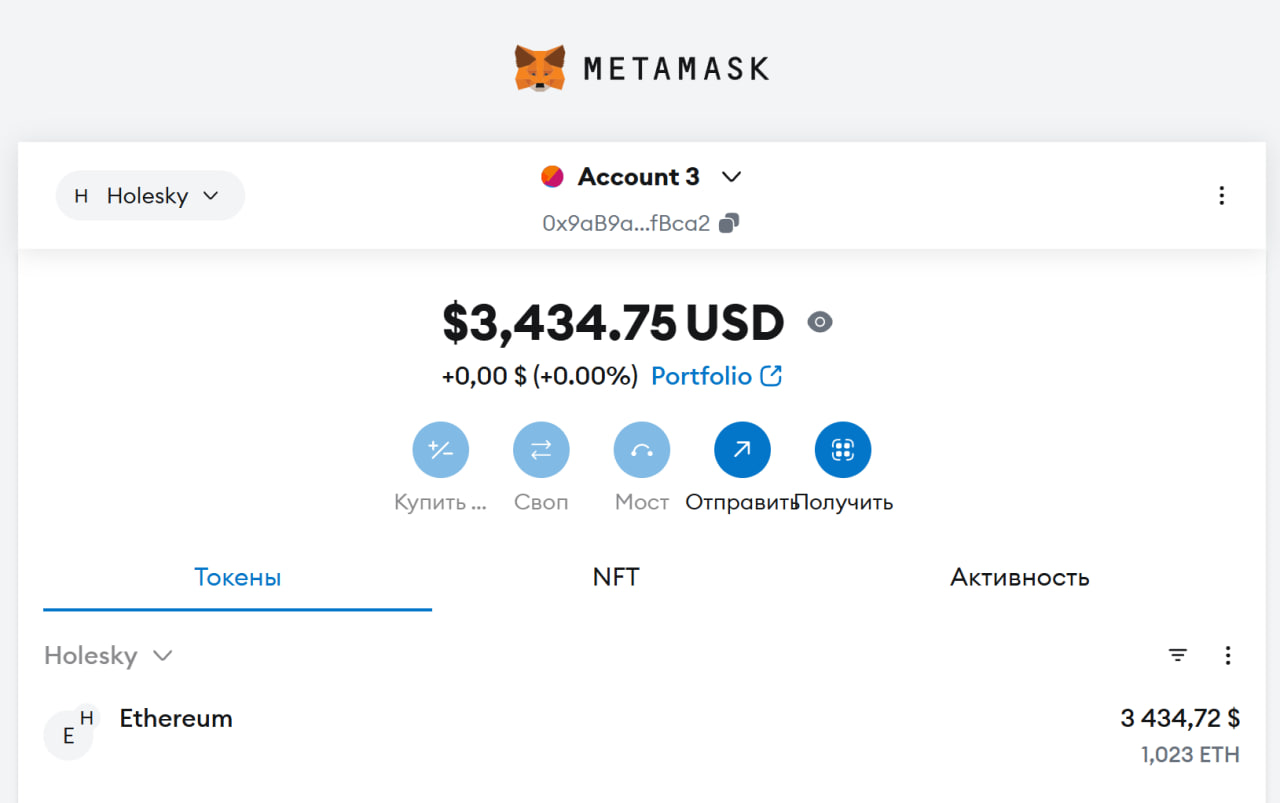 METAMASK
H Holesky
Account 3
0x9aB9a...fBca2
$3,434.75 USD
+0,00 $ (+0.00%) Portfolio
Купить ... Своп Мост Отправить Получить
Токены NFT Активность
Holesky
E H Ethereum 3 434,72 $
1,023 ETH